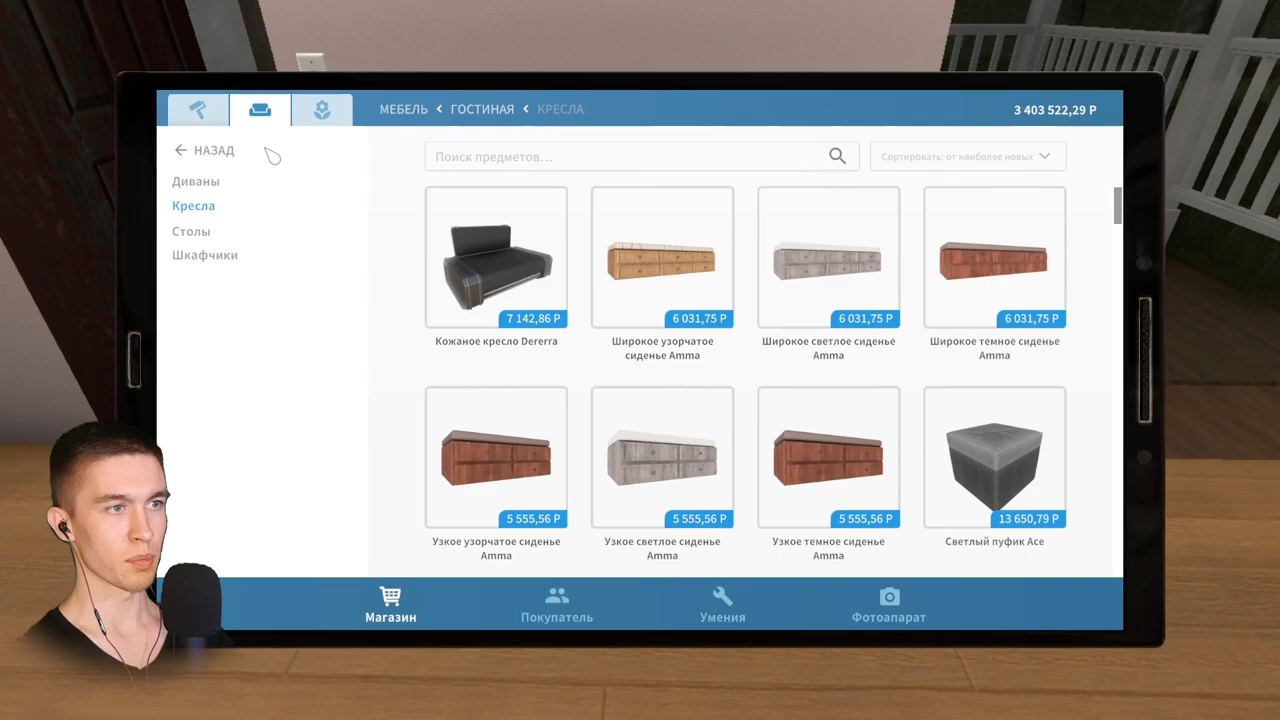 МЕБЕЛЬ < ГОСТИНАЯ < КРЕСЛА
3 403 522,29 Р
НАЗАД
Диваны
Кресла
Столы
Шкафчики
Поиск предметов...
Сортировать: от наиболее новых
7 142,86 Р
6 031,75 Р
6 031,75 Р
6 031,75 Р
Кожаное кресло Dererra
Широкое узорчатое
сиденье Amma
Широкое светлое сиденье
Amma
Широкое темное сиденье
Amma
5 555,56 Р
5 555,56 Р
5 555,56 Р
13 650,79 Р
Узкое узорчатое сиденье
Amma
Узкое светлое сиденье
Amma
Узкое темное сиденье
Amma
Светлый пуфик Ace
Магазин
Покупатель
Умения
Фотоапарат